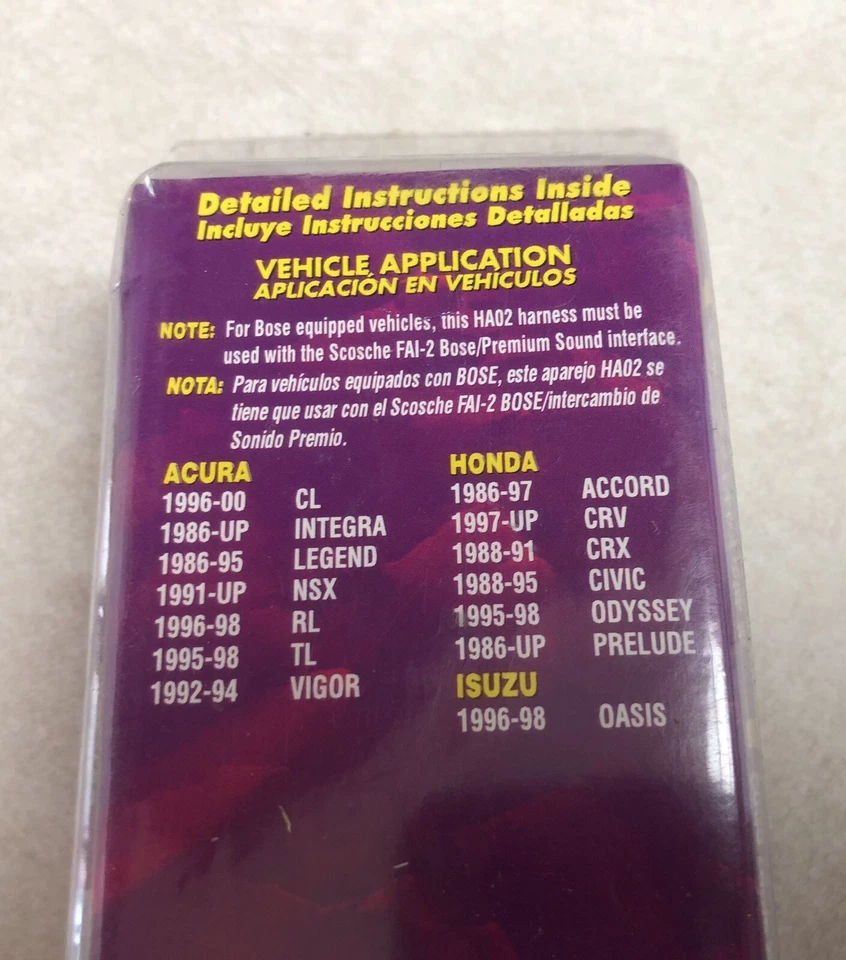 Detailed Instructions Inside
Incluye Instrucciones Detalladas
VEHICLE APPLICATION
APLICACIÓN EN VEHÍCULOS
NOTE: For Bose equipped vehicles, this HA02 harness must be
used with the Scosche FAI-2 Bose/Premium Sound interface.
NOTA: Para vehículos equipados con BOSE, este aparejo HA02 se
tiene que usar con el Scosche FAI-2 BOSE/intercambio de
Sonido Premio.
ACURA
1996-00 CL
1986-UP INTEGRA
1986-95 LEGEND
1991-UP NSX
1996-98 RL
1995-98 TL
1992-94 VIGOR
HONDA
1986-97 ACCORD
1997-UP CRV
1988-91 CRX
1988-95 CIVIC
1995-98 ODYSSEY
1986-UP PRELUDE
ISUZU
1996-98 OASIS